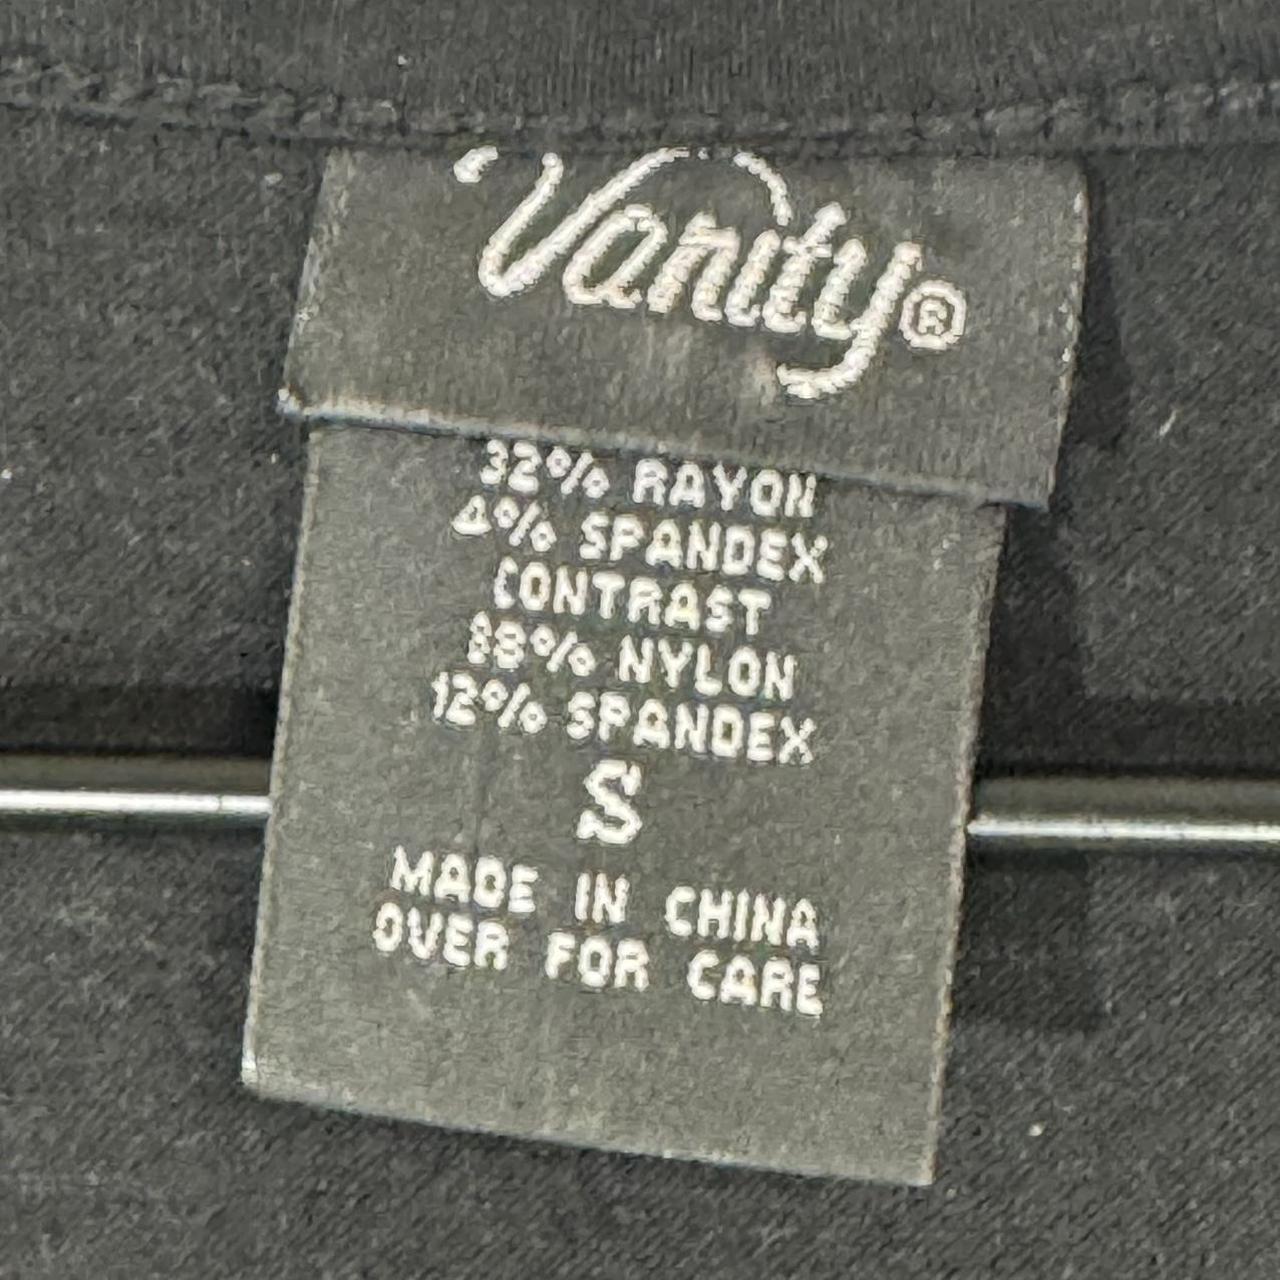 Vanity®
32% RAYON
4% SPANDEX
CONTRAST
88% NYLON
12% SPANDEX
S
MADE IN CHINA
OVER FOR CARE